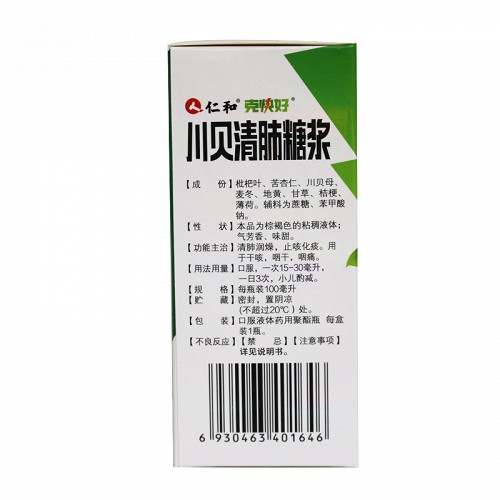 仁和® 克快好®
川贝清肺糖浆
【成 份】枇杷叶、苦杏仁、川贝母、
麦冬、地黄、甘草、桔梗、
薄荷。辅料为蔗糖、苯甲酸
钠。
【性 状】本品为棕褐色的粘稠液体；
气芳香、味甜。
【功能主治】清肺润燥，止咳化痰。用
于干咳，咽干，咽痛。
【用法用量】口服，一次15-30毫升，
一日3次，小儿酌减。
【规 格】每瓶装100毫升
【贮 藏】密封，置阴凉
(不超过20℃）处。
【包 装】口服液体药用聚酯瓶 每盒
装1瓶。
【不良反应】【禁 忌】【注意事项】
详见说明书。
6 930463 401646